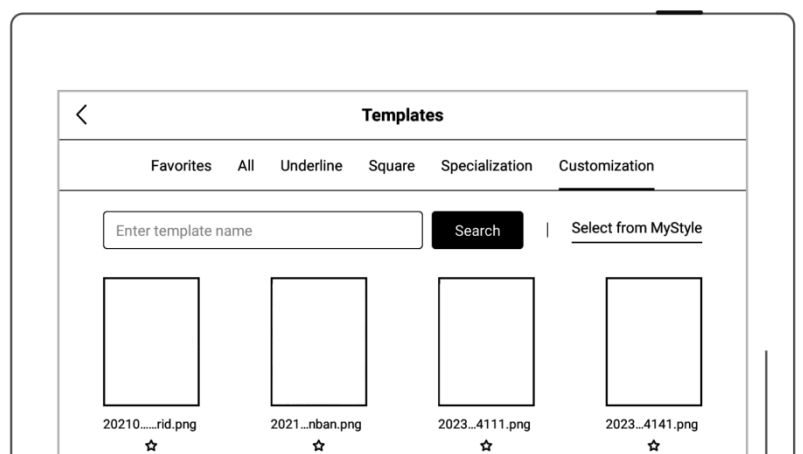 Templates
Favorites All Underline Square Specialization Customization
Enter template name Search | Select from MyStyle
20210......rid.png 2021...nban.png 2023...4111.png 2023...4141.png